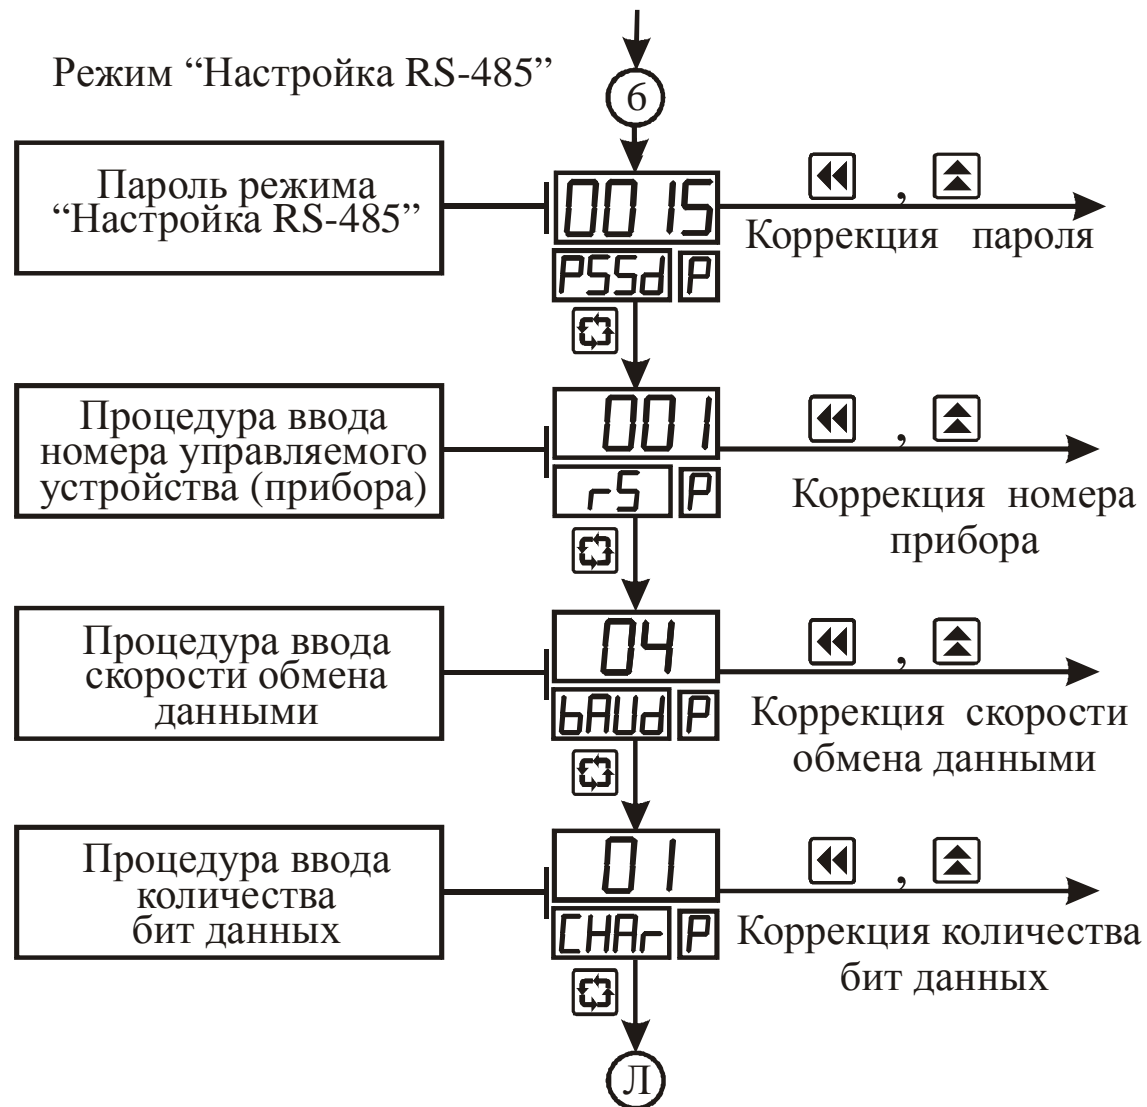 Режим “Настройка RS-485”
6
Пароль режима
“Настройка RS-485”
0015
PSSd P
,
Коррекция пароля
Процедура ввода
номера управляемого
устройства (прибора)
001
rS P
,
Коррекция номера
прибора
Процедура ввода
скорости обмена
данными
04
bAUd P
,
Коррекция скорости
обмена данными
Процедура ввода
количества
бит данных
01
CHAr P
,
Коррекция количества
бит данных
Л